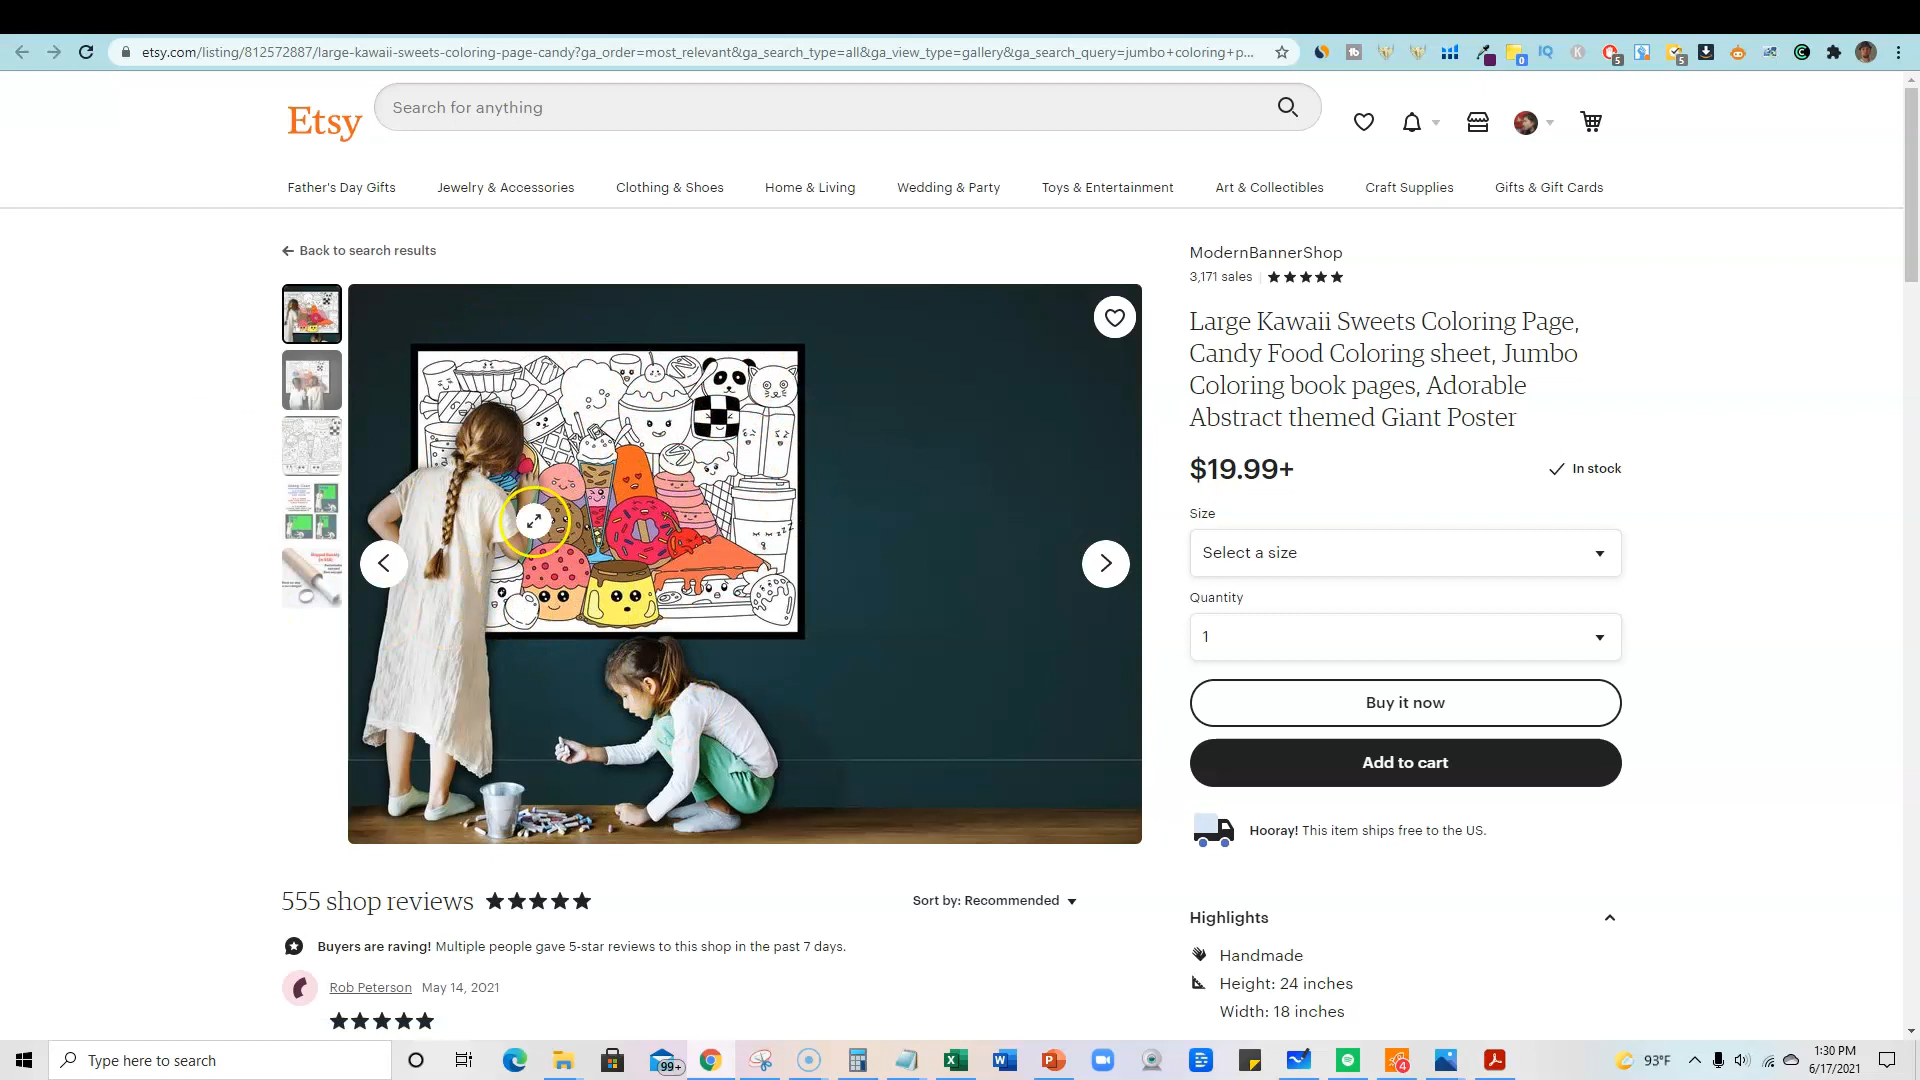 etsy.com/listing/812572887/large-kawaii-sweets-coloring-page-candy?ga_order=most_relevant&ga_search_type=all&ga_view_type=gallery&ga_search_query=jumbo+coloring+p...
0
5
5
Etsy
Search for anything
Father's Day Gifts
Jewelry & Accessories
Clothing & Shoes
Home & Living
Wedding & Party
Toys & Entertainment
Art & Collectibles
Craft Supplies
Gifts & Gift Cards
Back to search results
ModernBannerShop
3,171 sales
Large Kawaii Sweets Coloring Page,
Candy Food Coloring sheet, Jumbo
Coloring book pages, Adorable
Abstract themed Giant Poster
$19.99+
In stock
Size
Select a size
Quantity
1
Buy it now
Add to cart
Hooray! This item ships free to the US.
555 shop reviews
Sort by: Recommended
Buyers are raving! Multiple people gave 5-star reviews to this shop in the past 7 days.
Rob Peterson May 14, 2021
Highlights
Handmade
Height: 24 inches
Width: 18 inches
Type here to search
99+
4
93°F
1:30 PM
6/17/2021